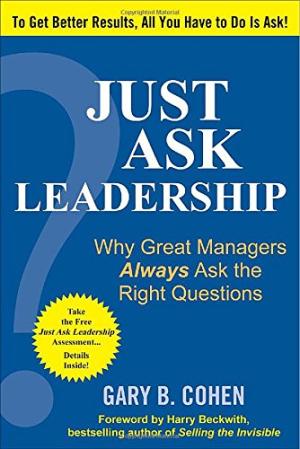 To Get Better Results, All You Have to Do Is Ask!
?
JUST
ASK
LEADERSHIP
Why Great Managers
Always Ask the
Right Questions
Take
the Free
Just Ask Leadership
Assessment...
Details
Inside!
GARY B. COHEN
Foreword by Harry Beckwith,
bestselling author of Selling the Invisible